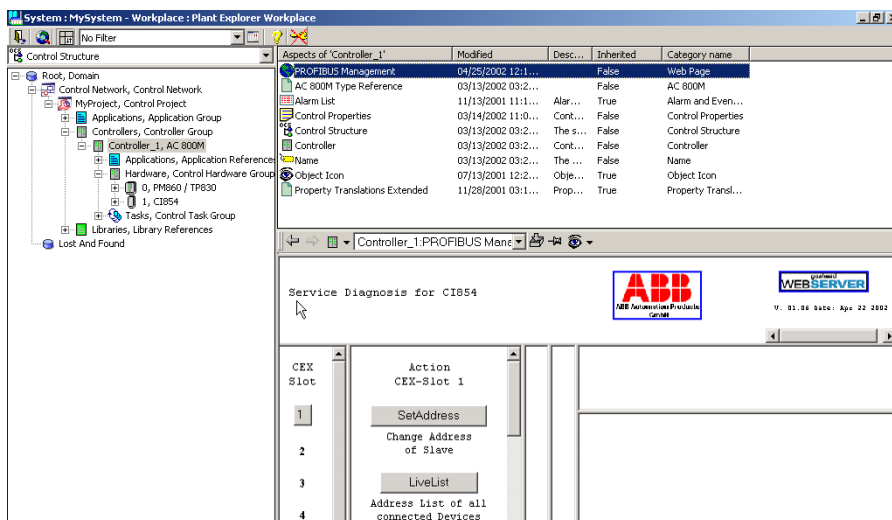 System : MySystem - Workplace : Plant Explorer Workplace
No Filter
Control Structure
Root, Domain
Control Network, Control Network
MyProject, Control Project
Applications, Application Group
Controllers, Controller Group
Controller_1, AC 800M
Applications, Application References
Hardware, Control Hardware Group
0, PM860 / TP830
1, CI854
Tasks, Control Task Group
Libraries, Library References
Lost And Found
Aspects of 'Controller_1' Modified Desc... Inherited Category name
PROFIBUS Management 04/25/2002 12:1... False Web Page
AC 800M Type Reference 03/13/2002 03:2... False AC 800M
Alarm List 11/13/2001 11:1... Alar... True Alarm and Even...
Control Properties 03/14/2002 11:0... Cont... False Control Properties
Control Structure 03/13/2002 03:2... The s... False Control Structure
Controller 03/13/2002 03:2... Cont... False Controller
Name 03/13/2002 03:2... The ... False Name
Object Icon 07/13/2001 12:2... Obje... True Object Icon
Property Translations Extended 11/28/2001 03:1... Prop... True Property Transl...
Controller_1:PROFIBUS Mana
Service Diagnosis for CI854
ABB
ABB Automation Products
GmbH
goahead
WEBSERVER
V. 01.06 Date: Apr 22 2002
CEX
Slot
1
2
3
4
Action
CEX-Slot 1
SetAddress
Change Address
of Slave
LiveList
Address List of all
connected Devices